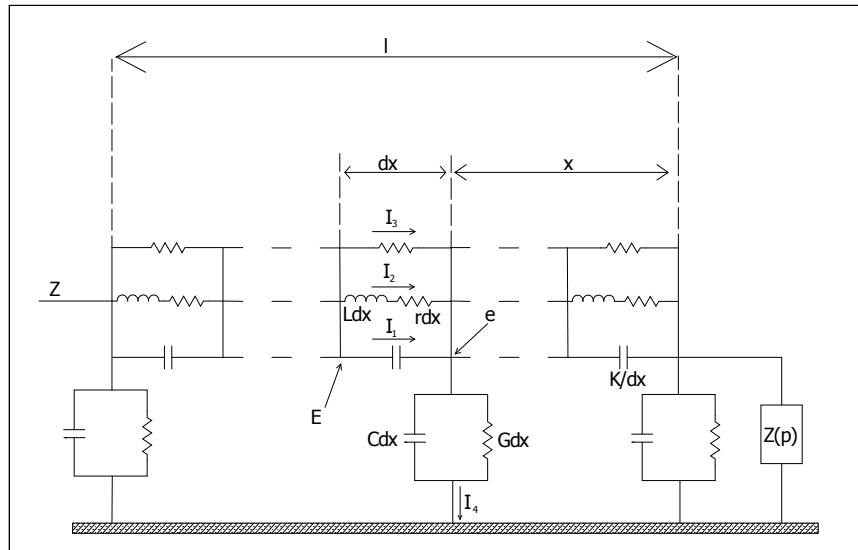 l
dx
x
I₃
Z
I₂
Ldx
rdx
e
I₁
K/dx
E
Cdx
Gdx
Z(p)
I₄